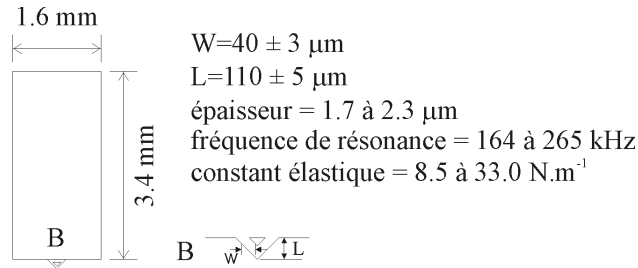 1.6 mm
W=40 ± 3 µm
L=110 ± 5 µm
épaisseur = 1.7 à 2.3 µm
fréquence de résonance = 164 à 265 kHz
constant élastique = 8.5 à 33.0 N.m⁻¹
3.4 mm
B
B
W
L